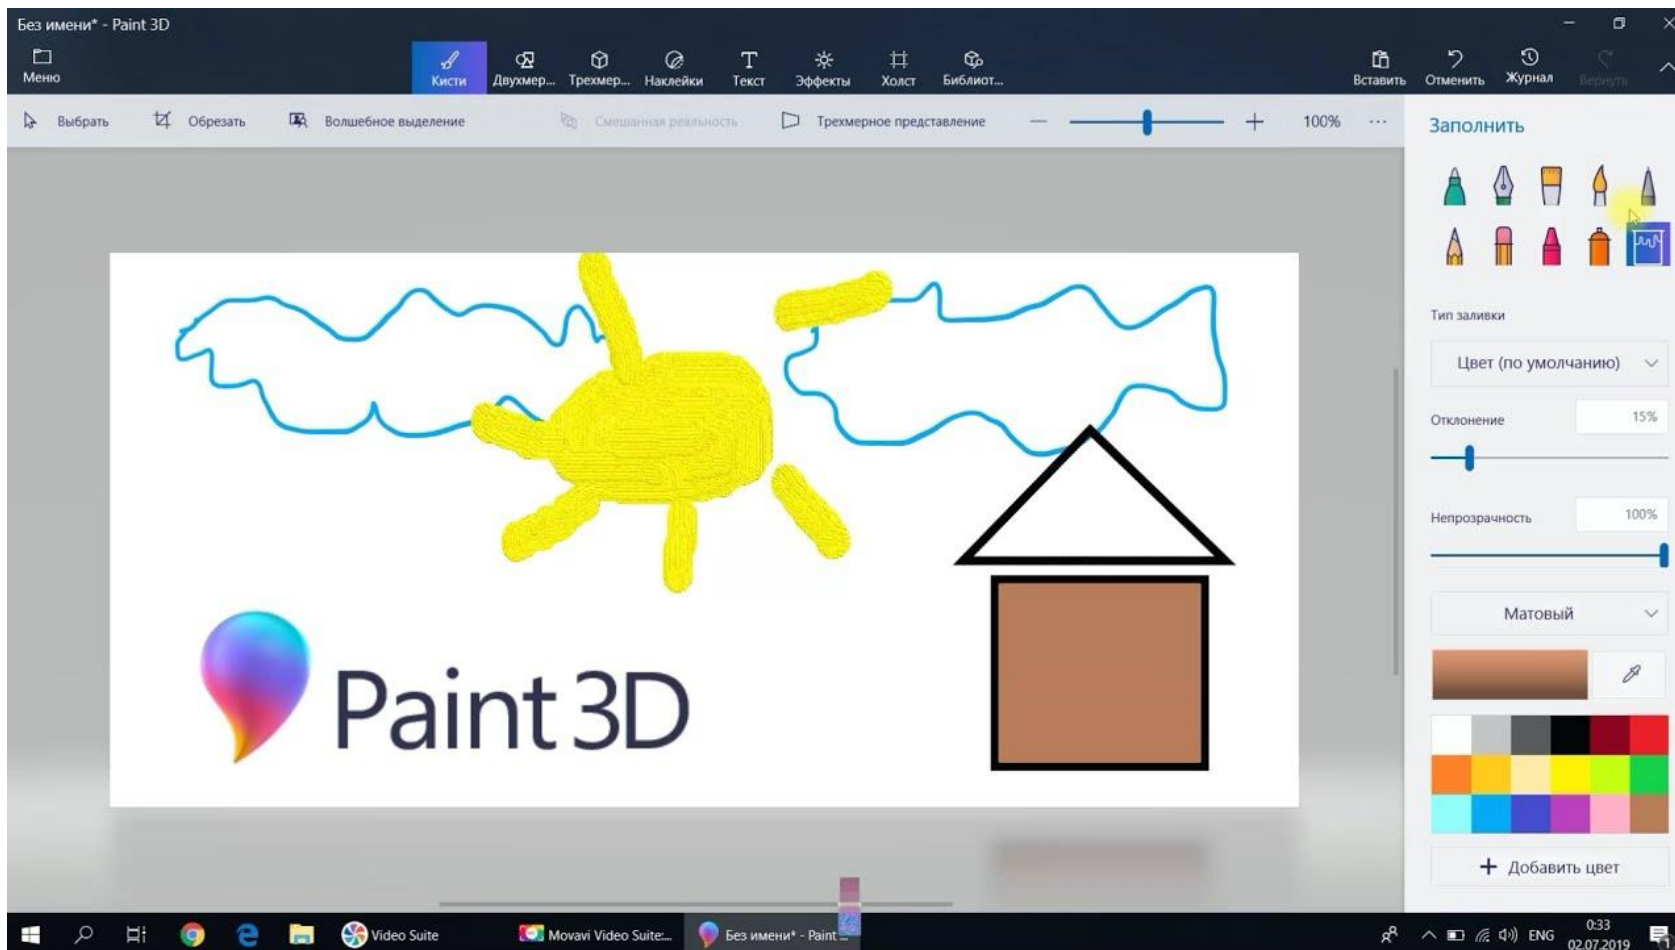 Без имени* - Paint 3D
Меню
Кисти
Двухмер...
Трехмер...
Наклейки
Текст
Эффекты
Холст
Библиот...
Вставить
Отменить
Журнал
Вернуть
Выбрать
Обрезать
Волшебное выделение
Смешанная реальность
Трехмерное представление
100%
Заполнить
Тип заливки
Цвет (по умолчанию)
Отклонение
15%
Непрозрачность
100%
Матовый
Добавить цвет
Paint 3D
Video Suite
Movavi Video Suite:...
Без имени* - Paint ...
ENG
0:33
02.07.2019